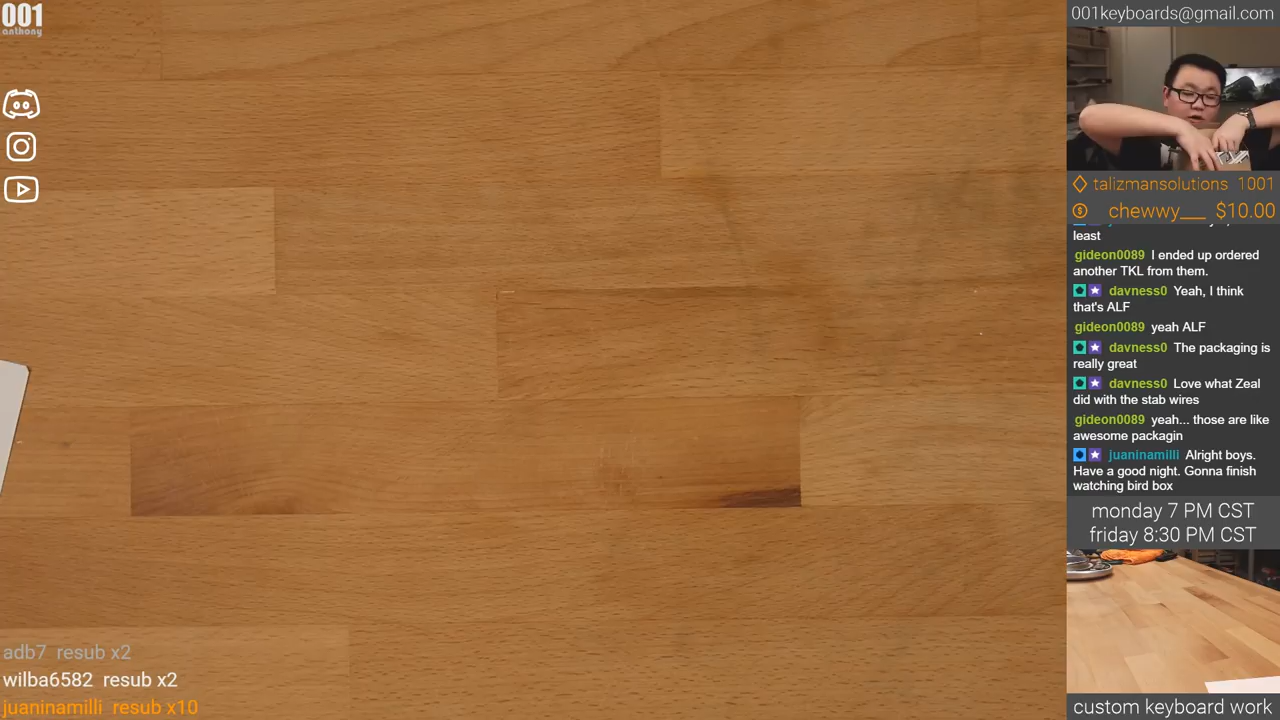 001
anthony
001keyboards@gmail.com
talizmansolutions 1001
chewwy___ $10.00
least
gideon0089 I ended up ordered
another TKL from them.
davness0 Yeah, I think
that's ALF
gideon0089 yeah ALF
davness0 The packaging is
really great
davness0 Love what Zeal
did with the stab wires
gideon0089 yeah... those are like
awesome packagin
juaninamilli Alright boys.
Have a good night. Gonna finish
watching bird box
monday 7 PM CST
friday 8:30 PM CST
adb7 resub x2
wilba6582 resub x2
juaninamilli resub x10
custom keyboard work